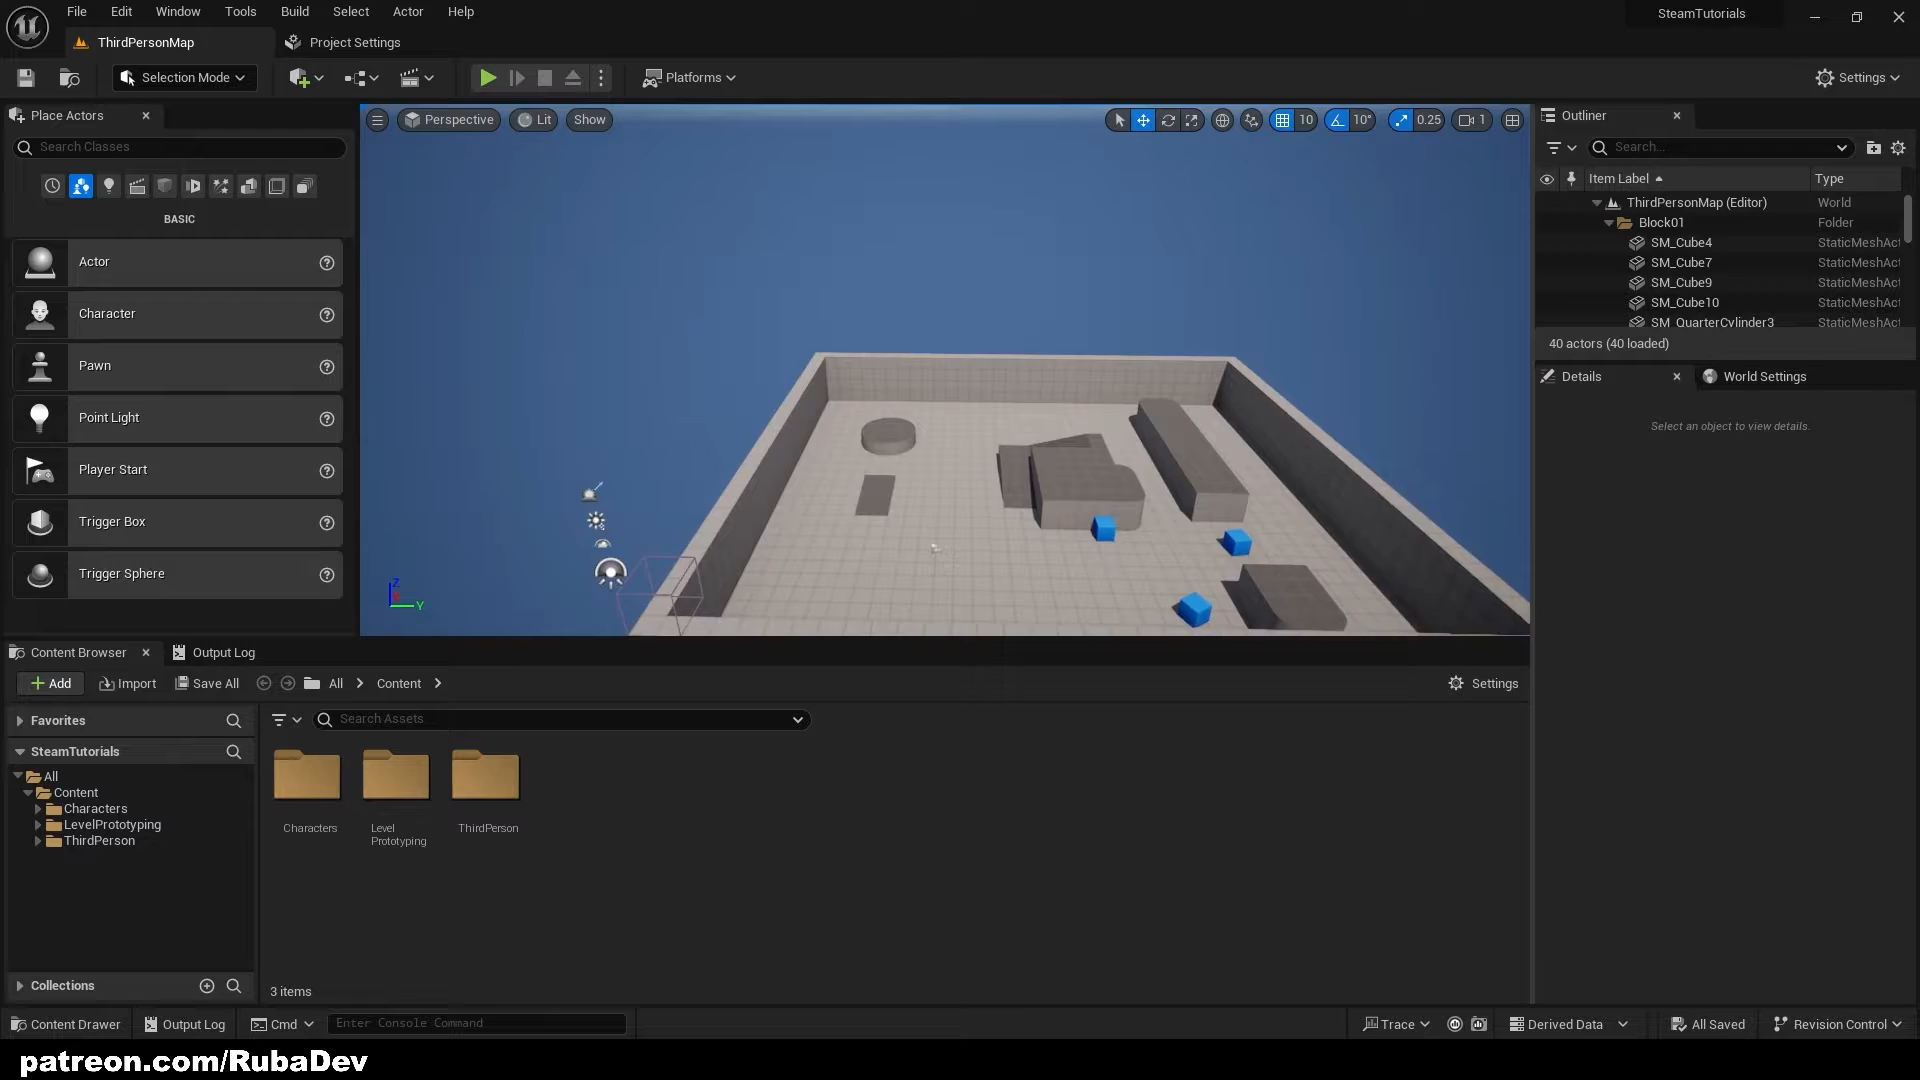 File Edit Window Tools Build Select Actor Help
SteamTutorials
ThirdPersonMap
Project Settings
Selection Mode
Platforms
Settings
Place Actors
Search Classes
BASIC
Actor
Character
Pawn
Point Light
Player Start
Trigger Box
Trigger Sphere
Perspective
Lit
Show
10
10°
0.25
1
Z
Y
Outliner
Search...
Item Label
Type
ThirdPersonMap (Editor) World
Block01 Folder
SM_Cube4 StaticMeshAct
SM_Cube7 StaticMeshAct
SM_Cube9 StaticMeshAct
SM_Cube10 StaticMeshAct
SM_QuarterCylinder3 StaticMeshAct
40 actors (40 loaded)
Details
World Settings
Select an object to view details.
Content Browser
Output Log
Add
Import
Save All
All
Content
Settings
Favorites
Search Assets
SteamTutorials
All
Content
Characters
LevelPrototyping
ThirdPerson
Characters
Level
Prototyping
ThirdPerson
Collections
3 items
Content Drawer
Output Log
Cmd
Enter Console Command
Trace
Derived Data
All Saved
Revision Control
patreon.com/RubaDev